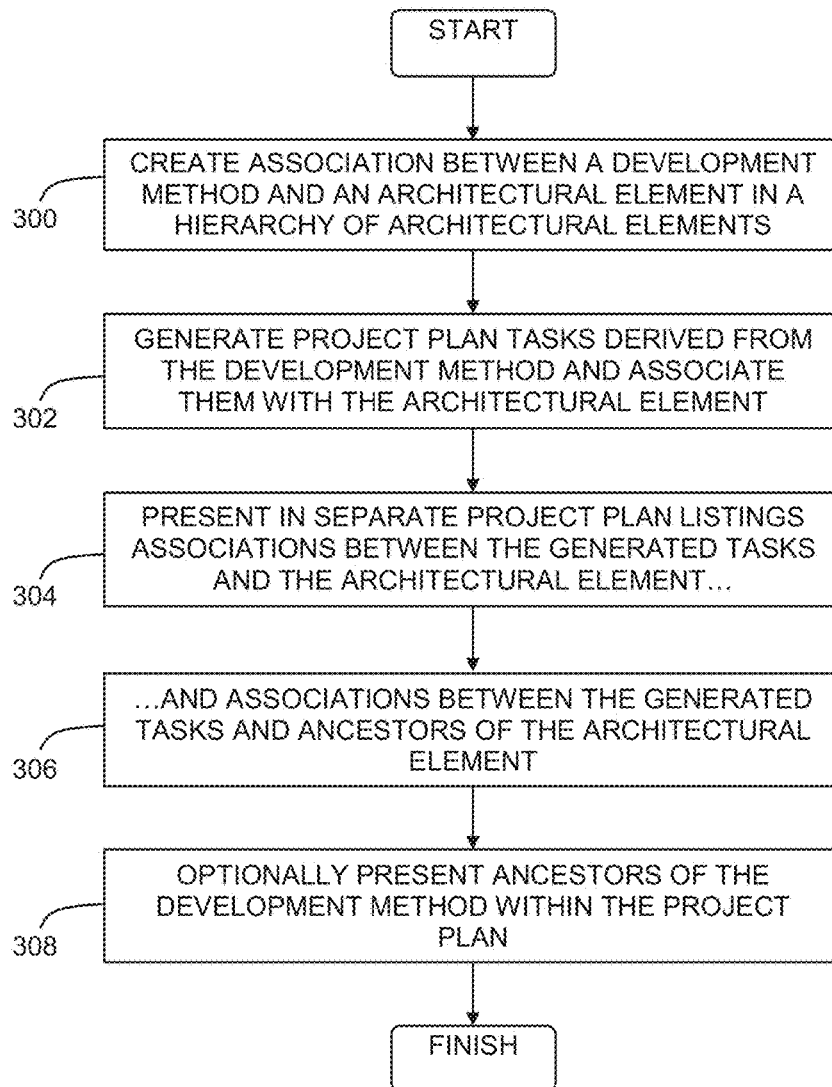 START
CREATE ASSOCIATION BETWEEN A DEVELOPMENT
METHOD AND AN ARCHITECTURAL ELEMENT IN A
HIERARCHY OF ARCHITECTURAL ELEMENTS
300
GENERATE PROJECT PLAN TASKS DERIVED FROM
THE DEVELOPMENT METHOD AND ASSOCIATE
THEM WITH THE ARCHITECTURAL ELEMENT
302
PRESENT IN SEPARATE PROJECT PLAN LISTINGS
ASSOCIATIONS BETWEEN THE GENERATED TASKS
AND THE ARCHITECTURAL ELEMENT…
304
…AND ASSOCIATIONS BETWEEN THE GENERATED
TASKS AND ANCESTORS OF THE ARCHITECTURAL
ELEMENT
306
OPTIONALLY PRESENT ANCESTORS OF THE
DEVELOPMENT METHOD WITHIN THE PROJECT
PLAN
308
FINISH